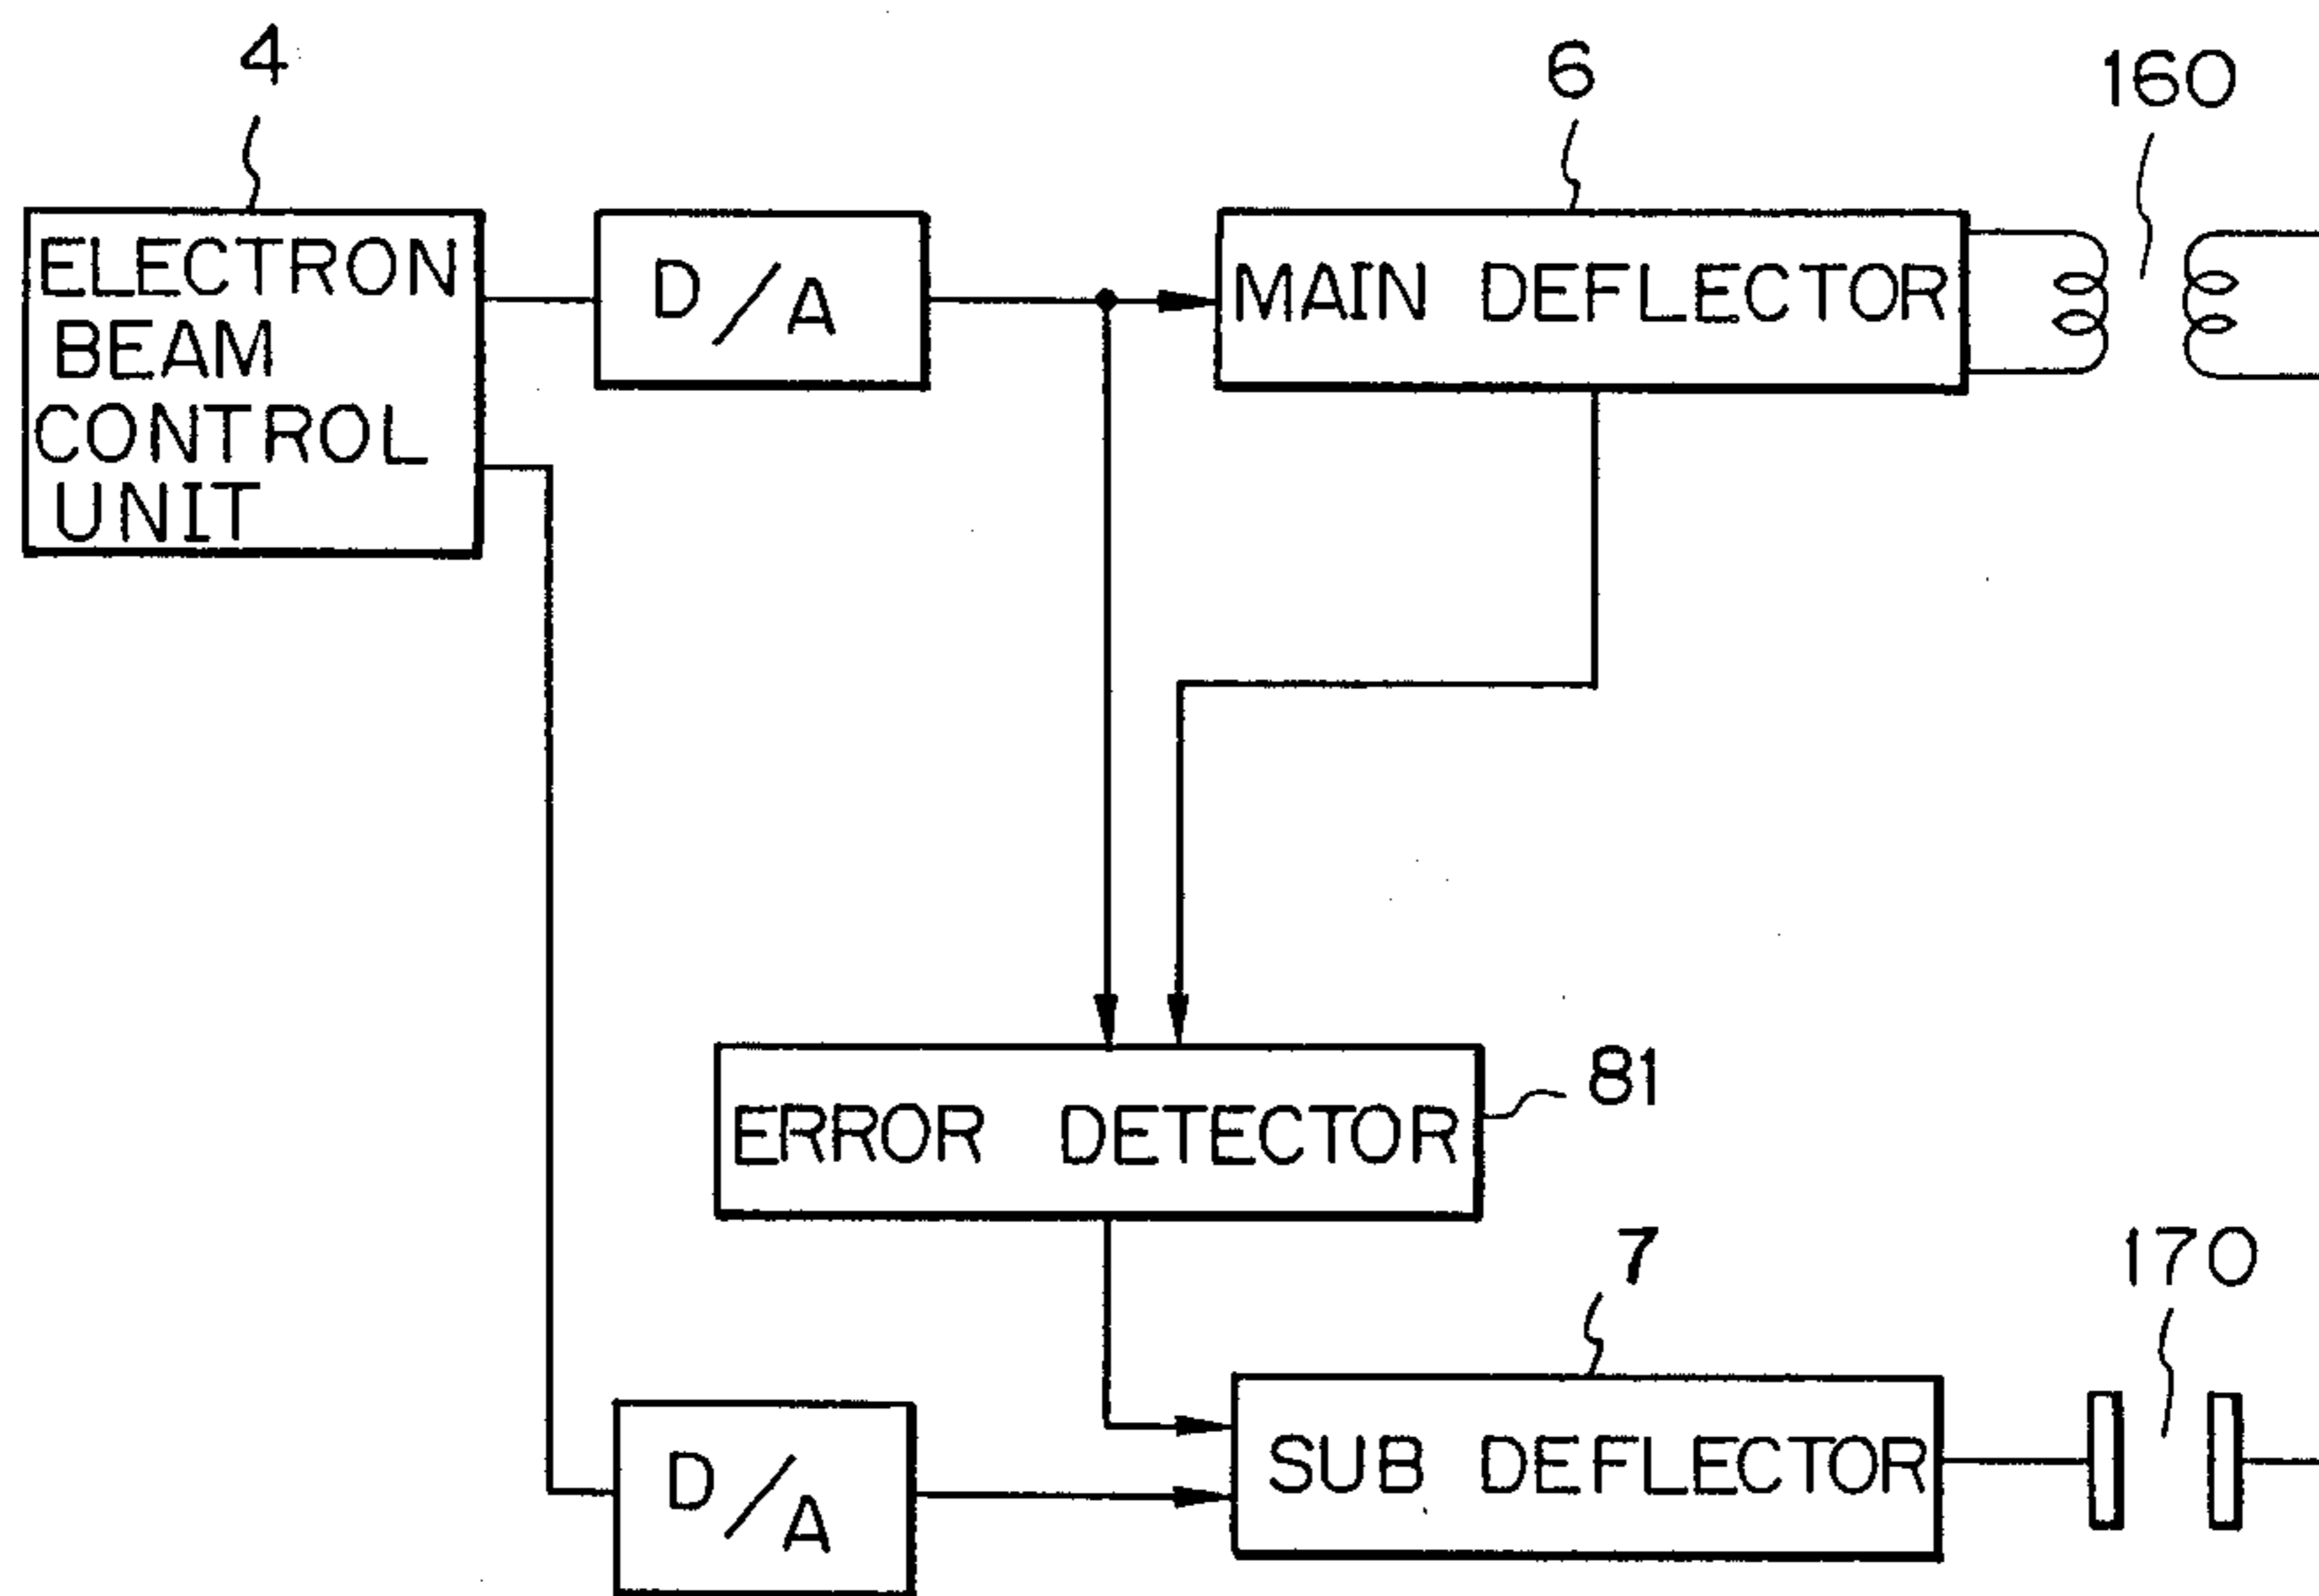 4
6
160
ELECTRON
BEAM
CONTROL
UNIT
D/A
MAIN DEFLECTOR
ERROR DETECTOR
81
7
170
D/A
SUB DEFLECTOR